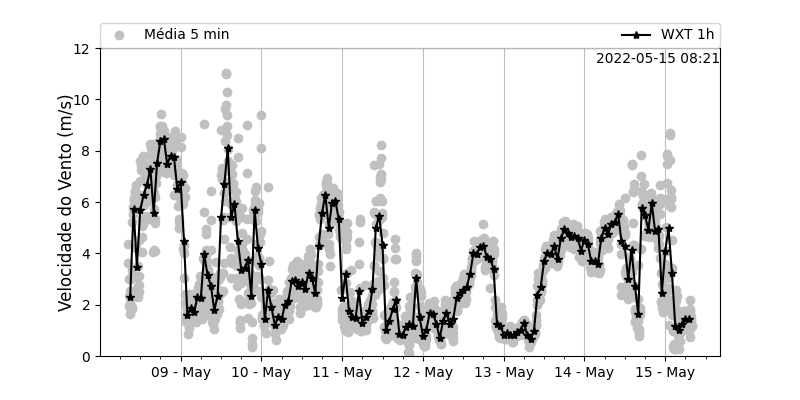 Média 5 min
WXT 1h
2022-05-15 08:21
Velocidade do Vento (m/s)
12
10
8
6
4
2
0
09 - May
10 - May
11 - May
12 - May
13 - May
14 - May
15 - May